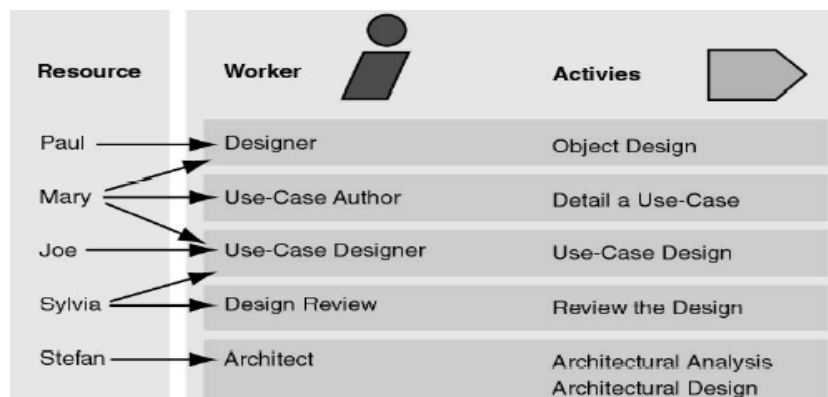 Resource Worker Activies
Paul Designer Object Design
Mary Use-Case Author Detail a Use-Case
Joe Use-Case Designer Use-Case Design
Sylvia Design Review Review the Design
Stefan Architect Architectural Analysis
Architectural Design